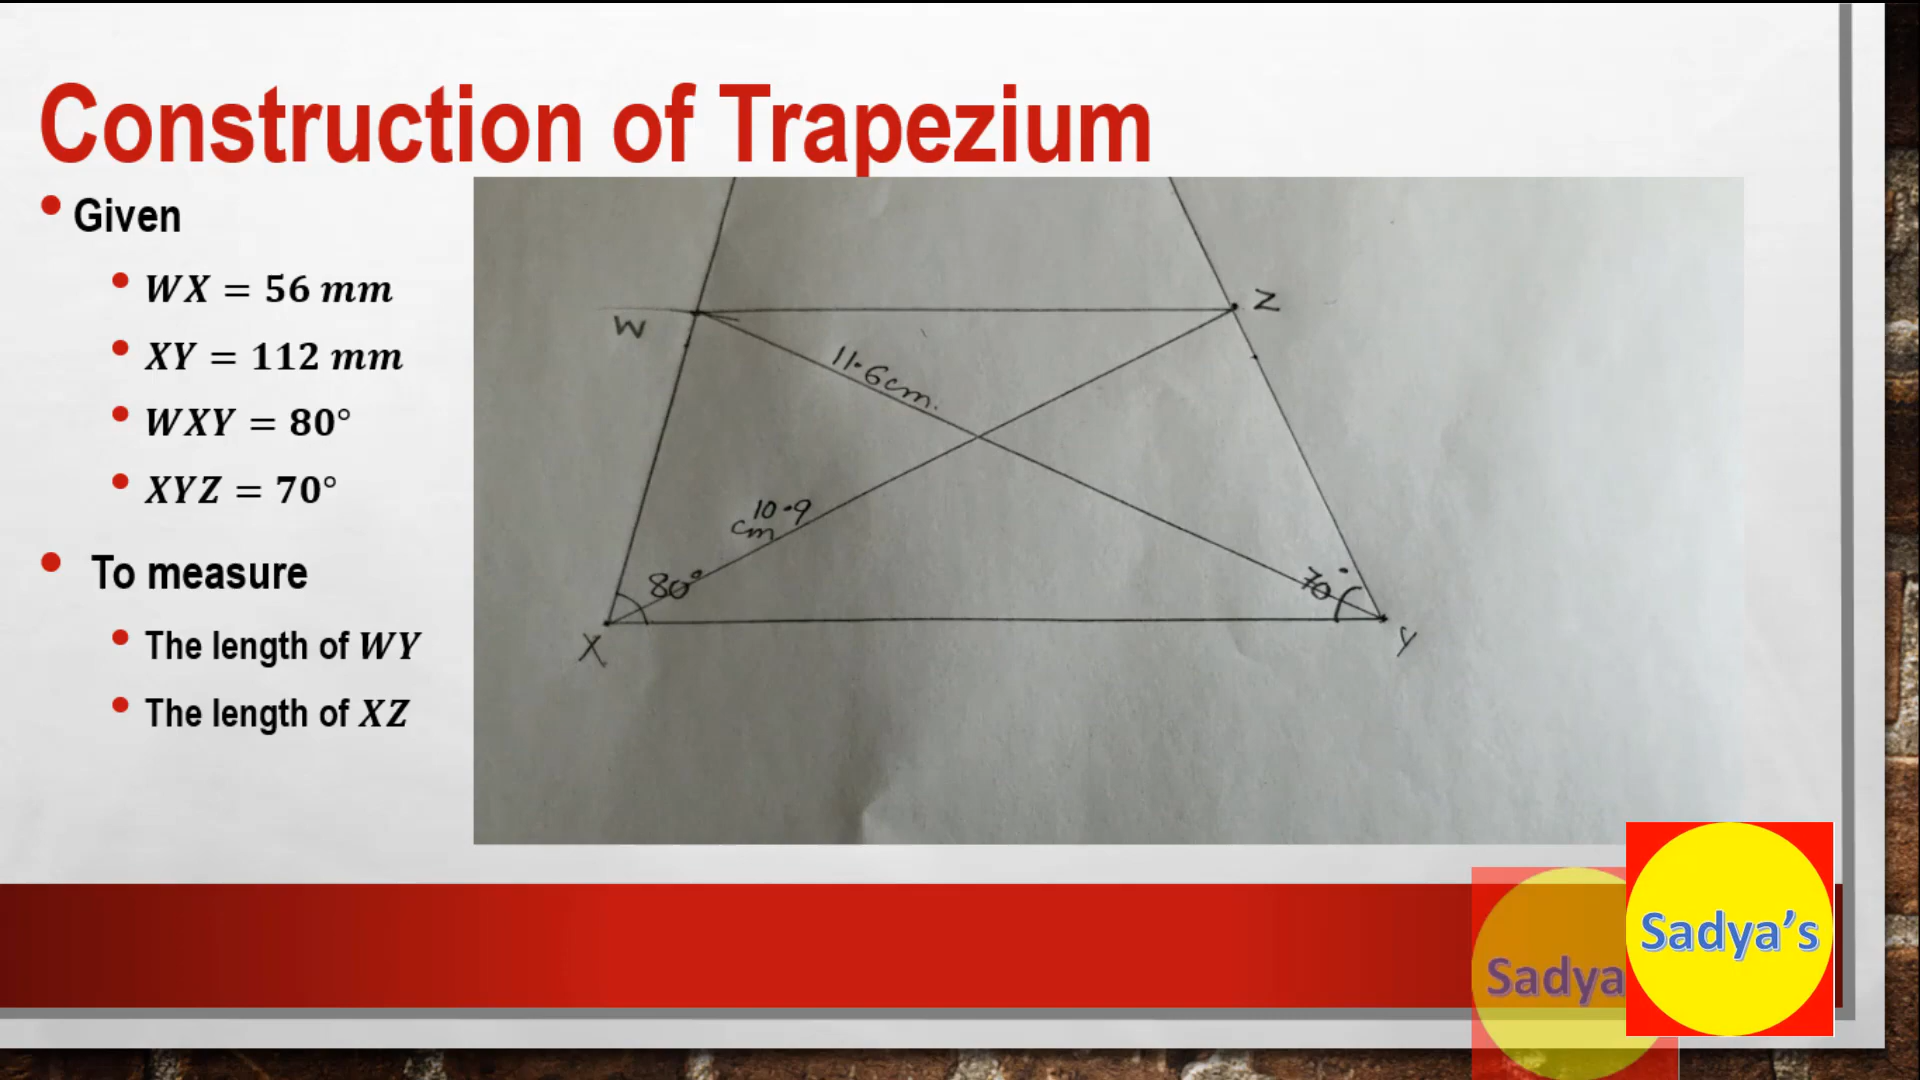 Construction of Trapezium
• Given
• WX = 56 mm
• XY = 112 mm
• WXY = 80°
• XYZ = 70°
• To measure
• The length of WY
• The length of XZ
W
Z
11.6cm.
10.9
cm
80°
70°
X
Y
Sadya
Sadya's